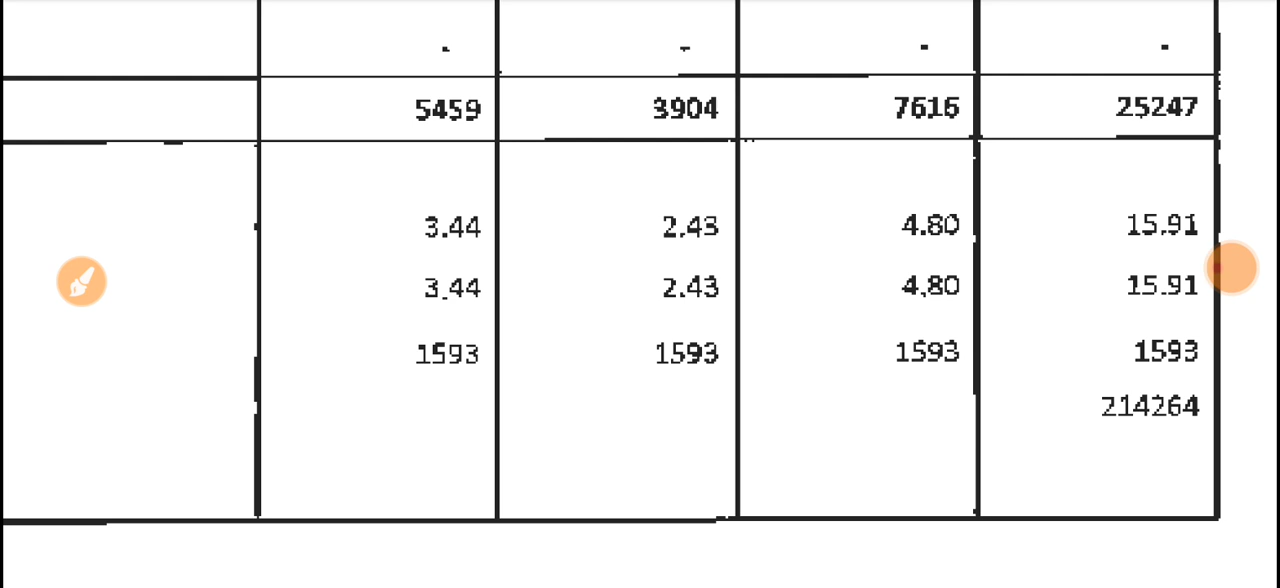 - - - -
5459 3904 7616 25247
3.44 2.43 4.80 15.91
3.44 2.43 4.80 15.91
1593 1593 1593 1593
214264